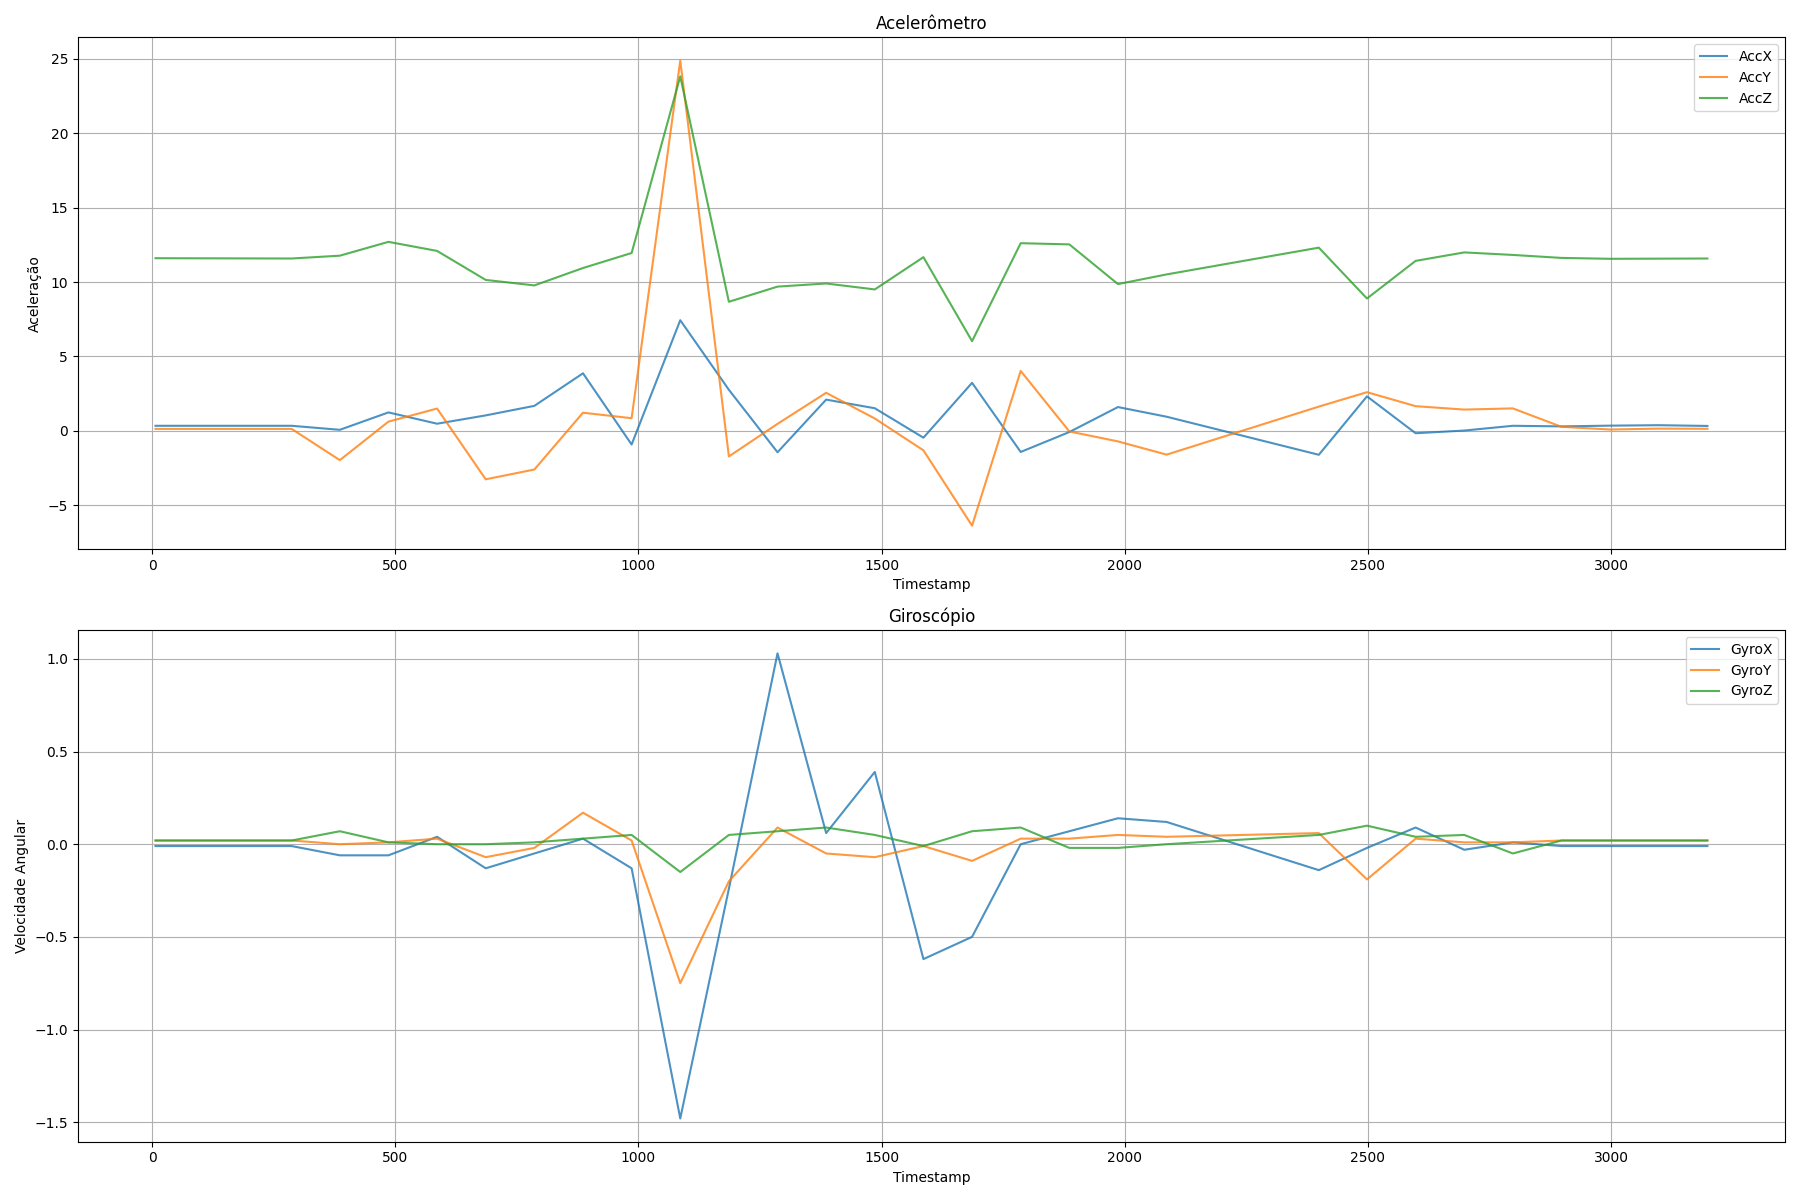 Acelerômetro
25
20
15
10
5
0
−5
Aceleração
AccX
AccY
AccZ
0 500 1000 1500 2000 2500 3000
Timestamp
Giroscópio
1.0
0.5
0.0
−0.5
−1.0
−1.5
Velocidade Angular
GyroX
GyroY
GyroZ
0 500 1000 1500 2000 2500 3000
Timestamp